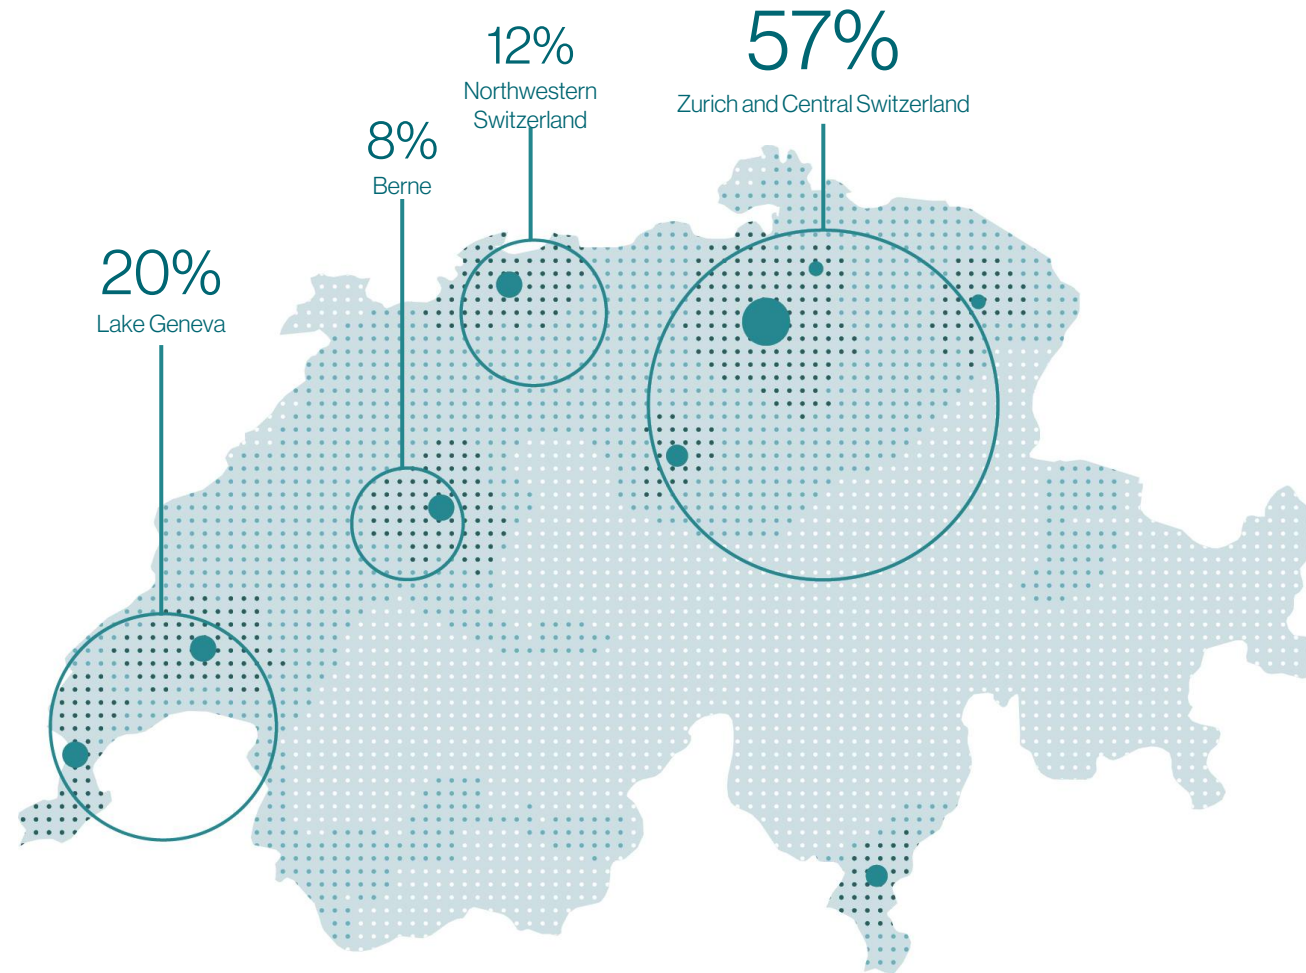 57%
Zurich and Central Switzerland
12%
Northwestern
Switzerland
8%
Berne
20%
Lake Geneva